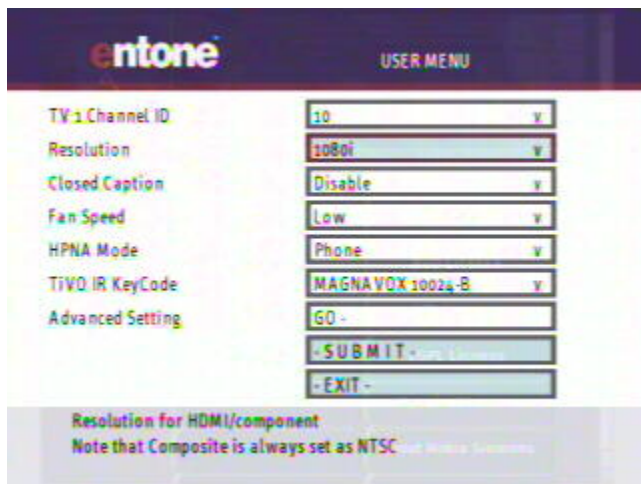 entone
USER MENU
TV 1 Channel ID 10 v
Resolution 1080i v
Closed Caption Disable v
Fan Speed Low v
HPNA Mode Phone v
TiVO IR KeyCode MAGNAVOX 10024-B v
Advanced Setting GO -
- S U B M I T -
- EXIT -
Resolution for HDMI/component
Note that Composite is always set as NTSC